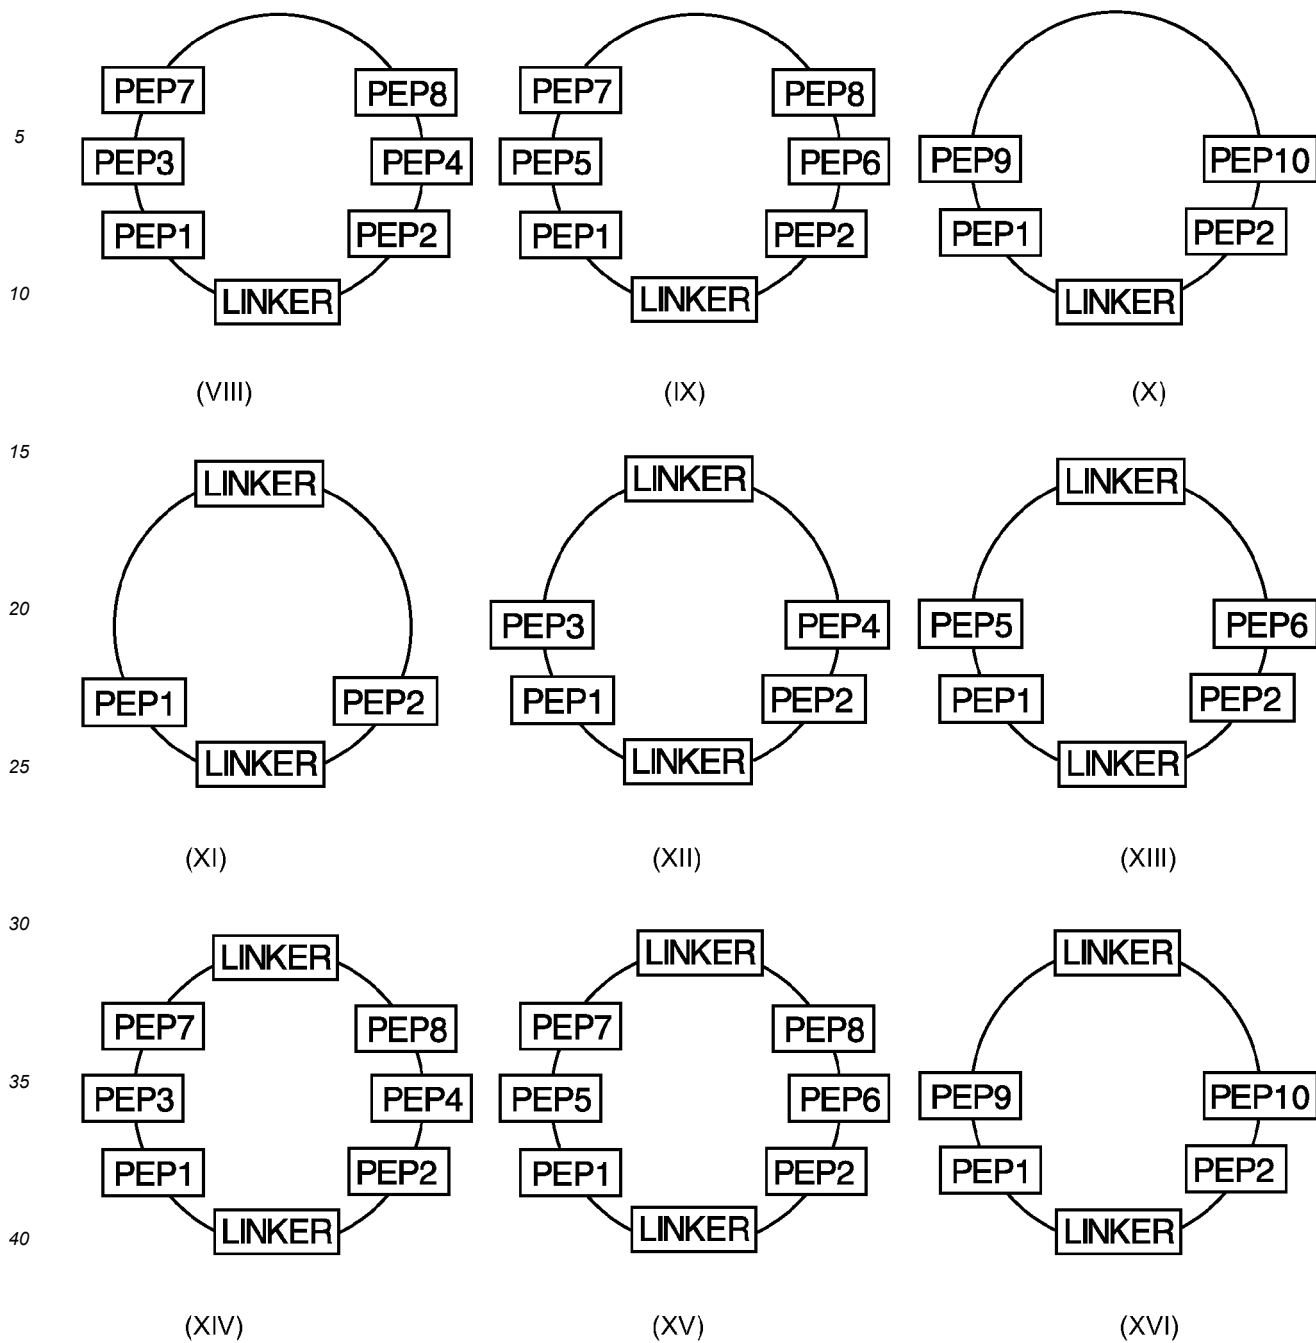 PEP7 PEP8 PEP7 PEP8
5
PEP3 PEP4 PEP5 PEP6 PEP9 PEP10
PEP1 PEP2 PEP1 PEP2 PEP1 PEP2
10 LINKER LINKER LINKER
(VIII) (IX) (X)
15
LINKER LINKER LINKER
20
PEP3 PEP4 PEP5 PEP6
PEP1 PEP2 PEP1 PEP2 PEP1 PEP2
25 LINKER LINKER LINKER
(XI) (XII) (XIII)
30
LINKER LINKER LINKER
PEP7 PEP8 PEP7 PEP8
35 PEP3 PEP4 PEP5 PEP6 PEP9 PEP10
PEP1 PEP2 PEP1 PEP2 PEP1 PEP2
40 LINKER LINKER LINKER
(XIV) (XV) (XVI)